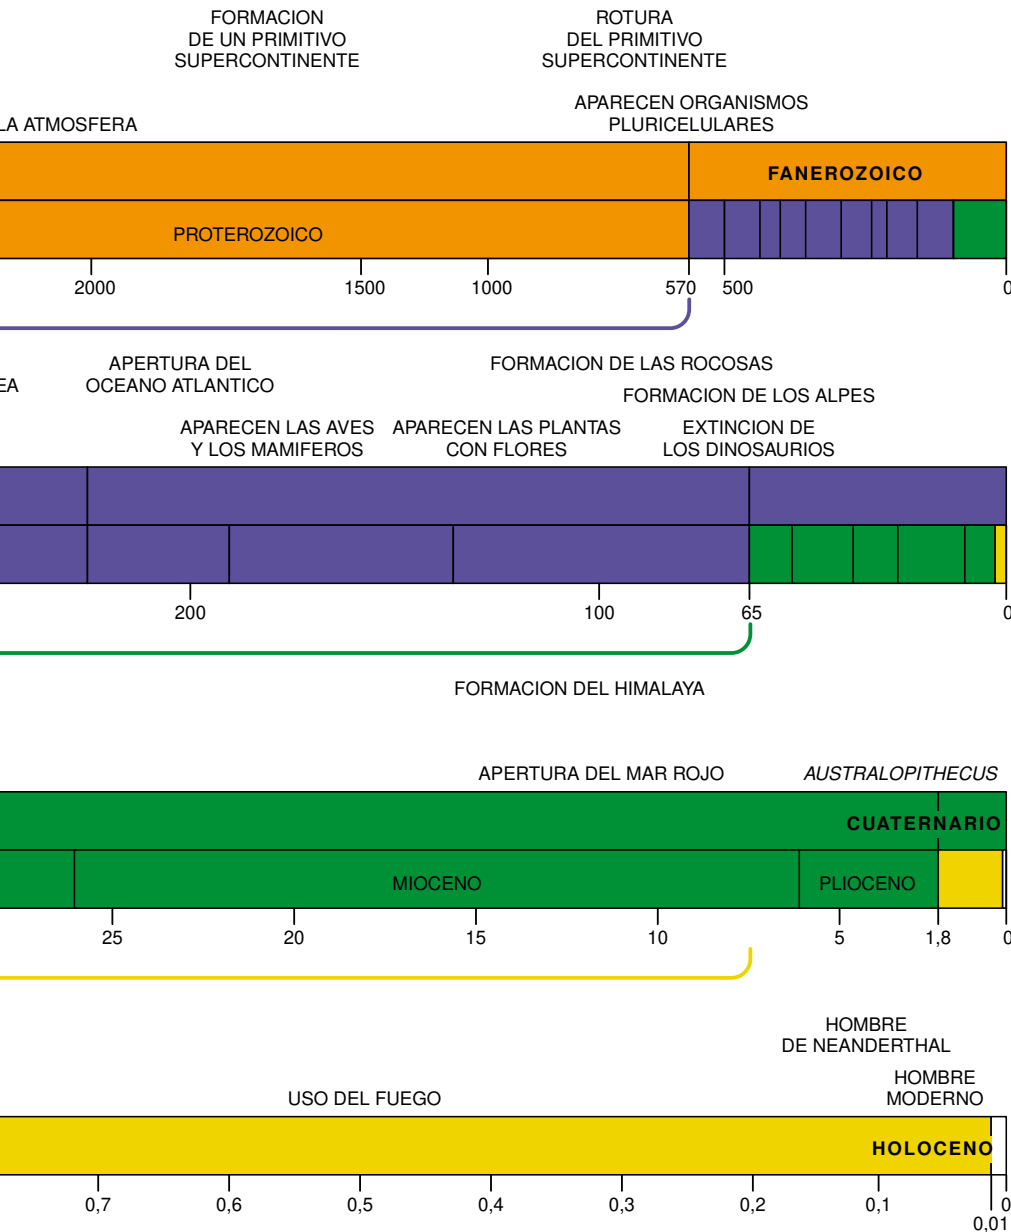 FORMACION
DE UN PRIMITIVO
SUPERCONTINENTE
ROTURA
DEL PRIMITIVO
SUPERCONTINENTE
LA ATMOSFERA
APARECEN ORGANISMOS
PLURICELULARES
FANEROZOICO
PROTEROZOICO
2000
1500
1000
570
500
0
EA
APERTURA DEL
OCEANO ATLANTICO
FORMACION DE LAS ROCOSAS
FORMACION DE LOS ALPES
APARECEN LAS AVES
Y LOS MAMIFEROS
APARECEN LAS PLANTAS
CON FLORES
EXTINCION DE
LOS DINOSAURIOS
200
100
65
0
FORMACION DEL HIMALAYA
APERTURA DEL MAR ROJO
AUSTRALOPITHECUS
CUATERNARIO
MIOCENO
PLIOCENO
25
20
15
10
5
1,8
0
HOMBRE
DE NEANDERTHAL
USO DEL FUEGO
HOMBRE
MODERNO
HOLOCENO
0,7
0,6
0,5
0,4
0,3
0,2
0,1
0
0,01